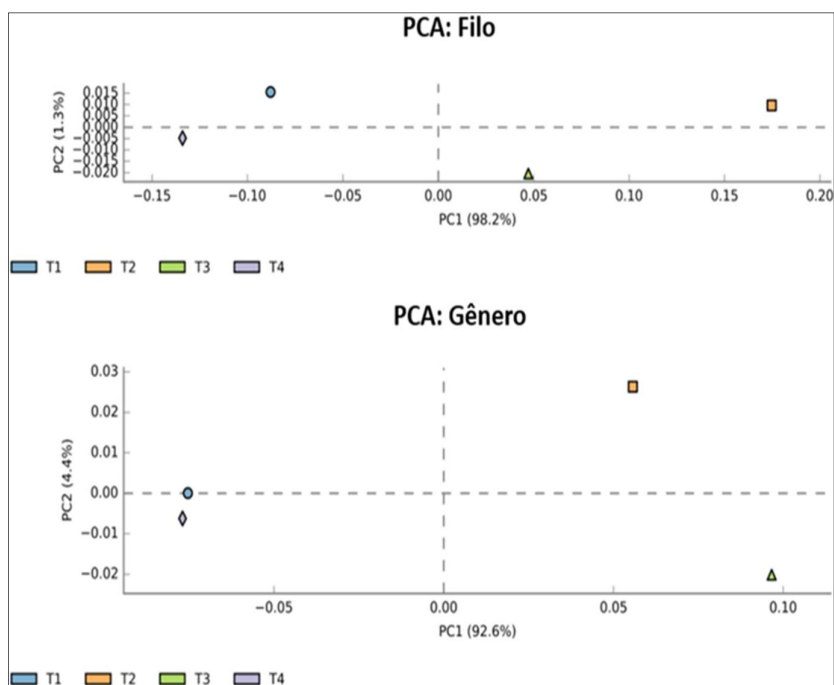 PCA: Filo
PC2 (1.3%)
0.015
0.010
0.005
0.000
−0.005
−0.010
−0.015
−0.020
−0.15 −0.10 −0.05 0.00 0.05 0.10 0.15 0.20
PC1 (98.2%)
T1 T2 T3 T4
PCA: Gênero
PC2 (4.4%)
0.03
0.02
0.01
0.00
−0.01
−0.02
−0.05 0.00 0.05 0.10
PC1 (92.6%)
T1 T2 T3 T4